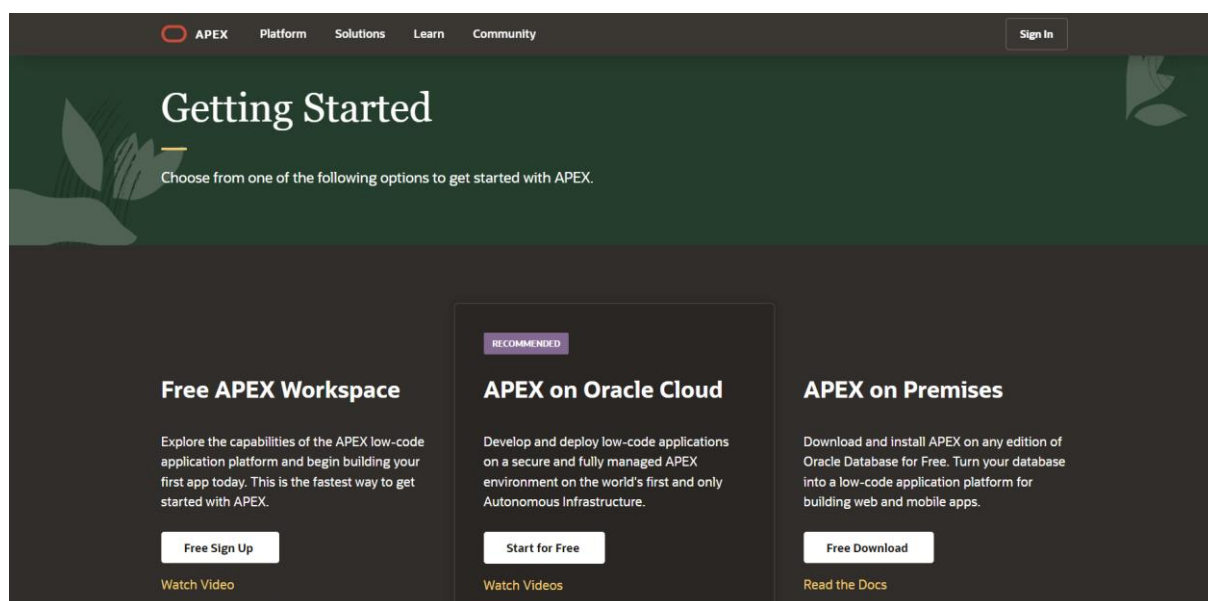 APEX Platform Solutions Learn Community Sign In
Getting Started
Choose from one of the following options to get started with APEX.
Free APEX Workspace
Explore the capabilities of the APEX low-code
application platform and begin building your
first app today. This is the fastest way to get
started with APEX.
Free Sign Up
Watch Video
RECOMMENDED
APEX on Oracle Cloud
Develop and deploy low-code applications
on a secure and fully managed APEX
environment on the world's first and only
Autonomous Infrastructure.
Start for Free
Watch Videos
APEX on Premises
Download and install APEX on any edition of
Oracle Database for Free. Turn your database
into a low-code application platform for
building web and mobile apps.
Free Download
Read the Docs